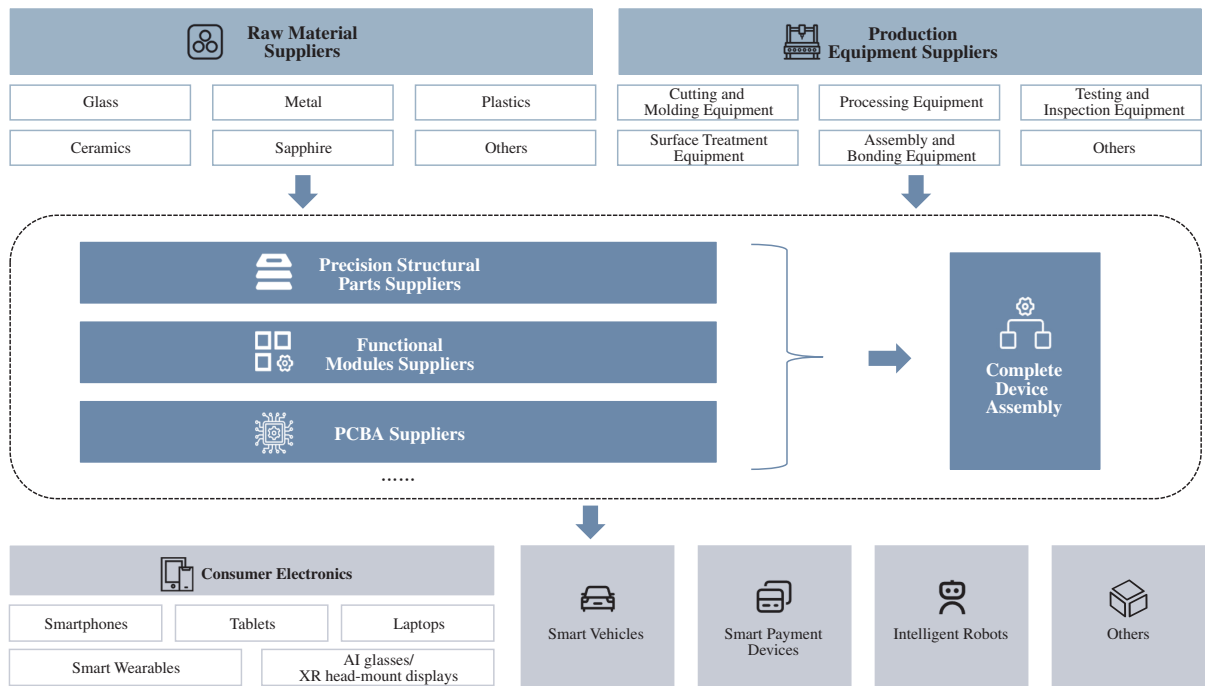 Raw Material
Suppliers
Production
Equipment Suppliers
Glass
Metal
Plastics
Ceramics
Sapphire
Others
Cutting and
Molding Equipment
Processing Equipment
Testing and
Inspection Equipment
Surface Treatment
Equipment
Assembly and
Bonding Equipment
Others
Precision Structural
Parts Suppliers
Functional
Modules Suppliers
PCBA Suppliers
......
Complete
Device
Assembly
Consumer Electronics
Smartphones
Tablets
Laptops
Smart Wearables
AI glasses/
XR head-mount displays
Smart Vehicles
Smart Payment
Devices
Intelligent Robots
Others